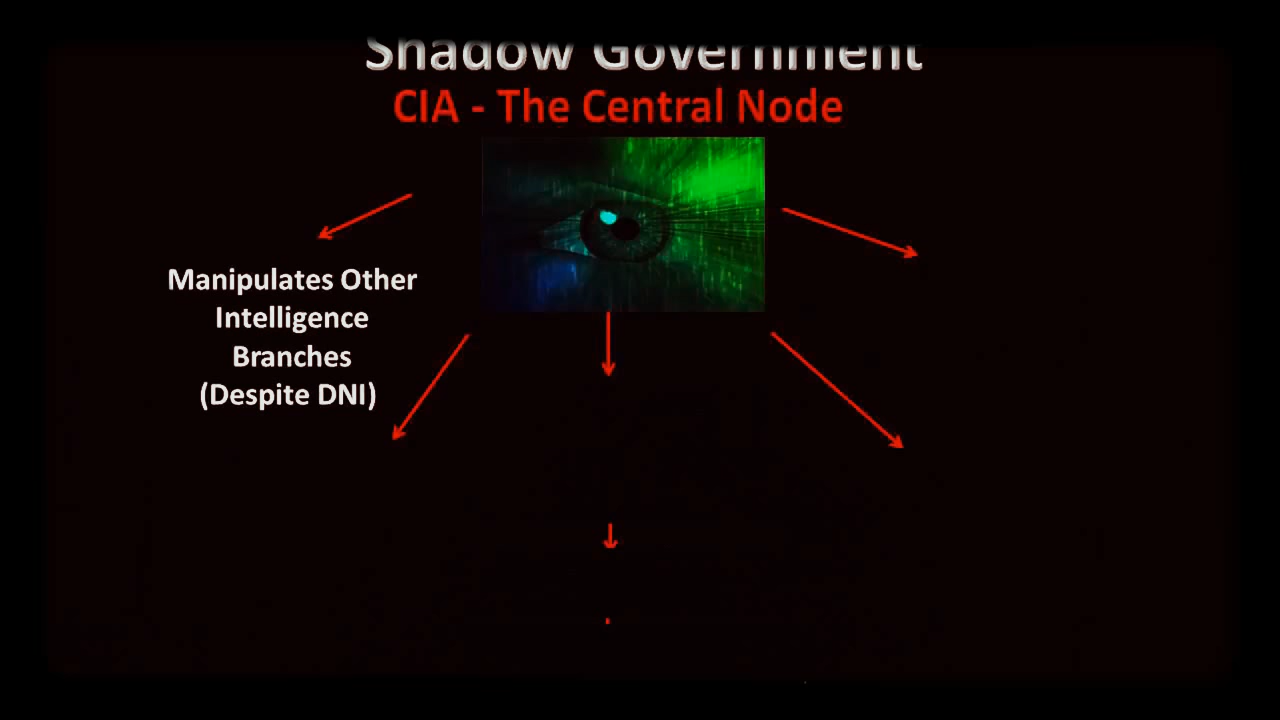 Shadow Government
CIA - The Central Node
Manipulates Other
Intelligence
Branches
(Despite DNI)